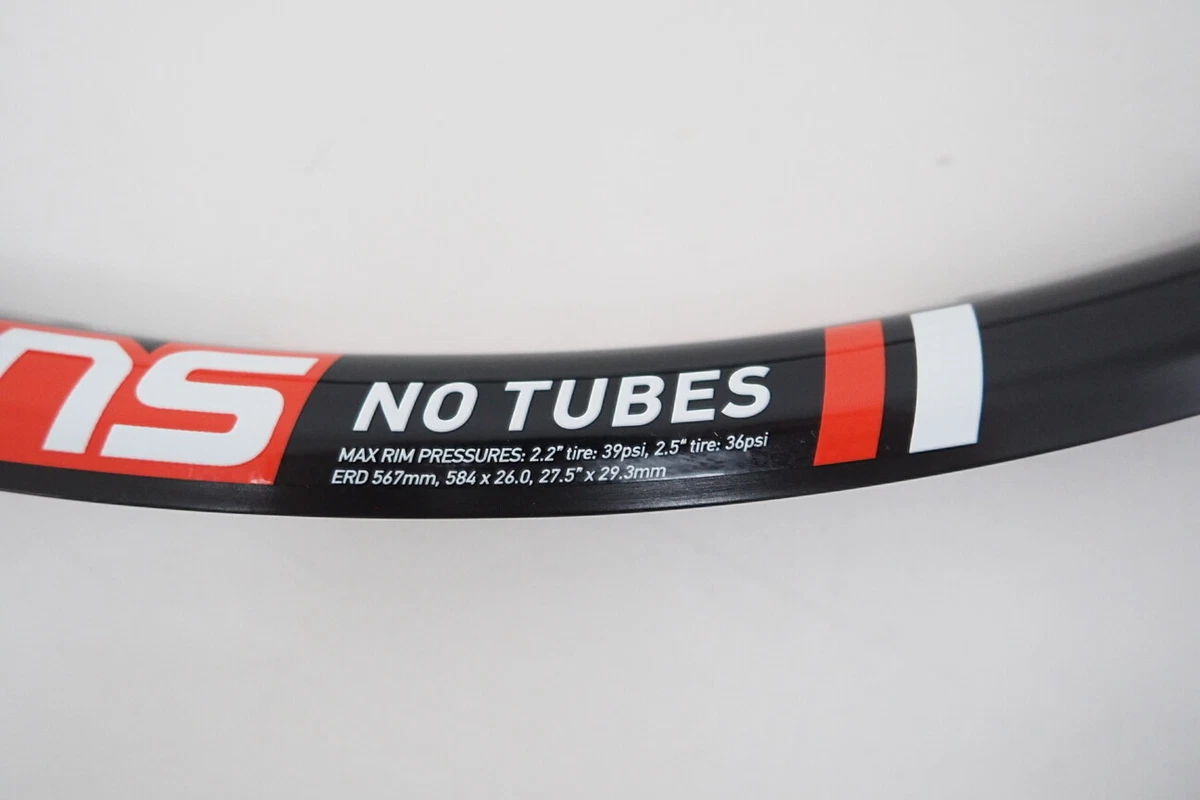 ns
NO TUBES
MAX RIM PRESSURES: 2.2" tire: 39psi, 2.5" tire: 36psi
ERD 567mm, 584 x 26.0, 27.5" x 29.3mm